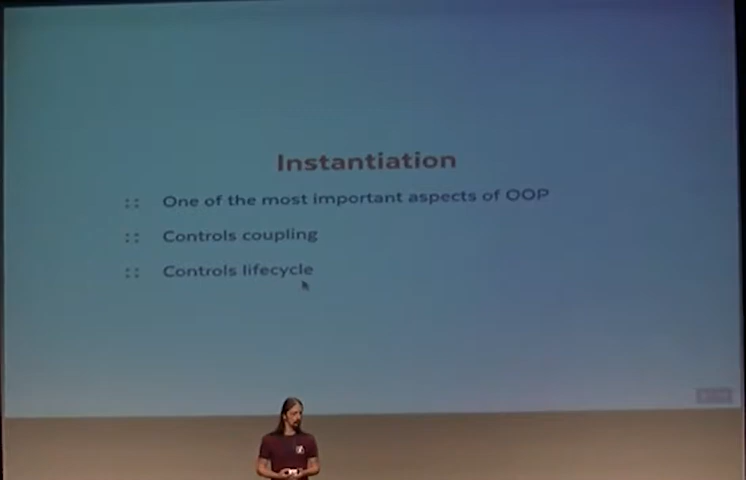 Instantiation
:: One of the most important aspects of OOP
:: Controls coupling
:: Controls lifecycle